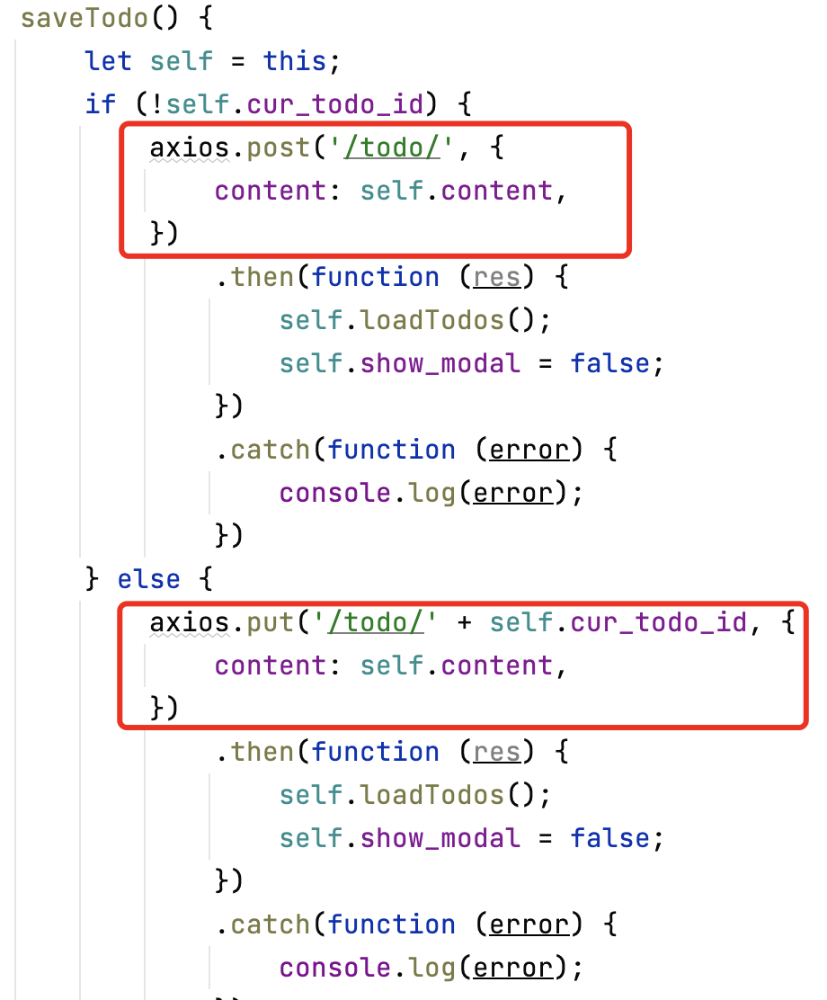 saveTodo() {
    let self = this;
    if (!self.cur_todo_id) {
        axios.post('/todo/', {
            content: self.content,
        })
            .then(function (res) {
                self.loadTodos();
                self.show_modal = false;
            })
            .catch(function (error) {
                console.log(error);
            })
    } else {
        axios.put('/todo/' + self.cur_todo_id, {
            content: self.content,
        })
            .then(function (res) {
                self.loadTodos();
                self.show_modal = false;
            })
            .catch(function (error) {
                console.log(error);